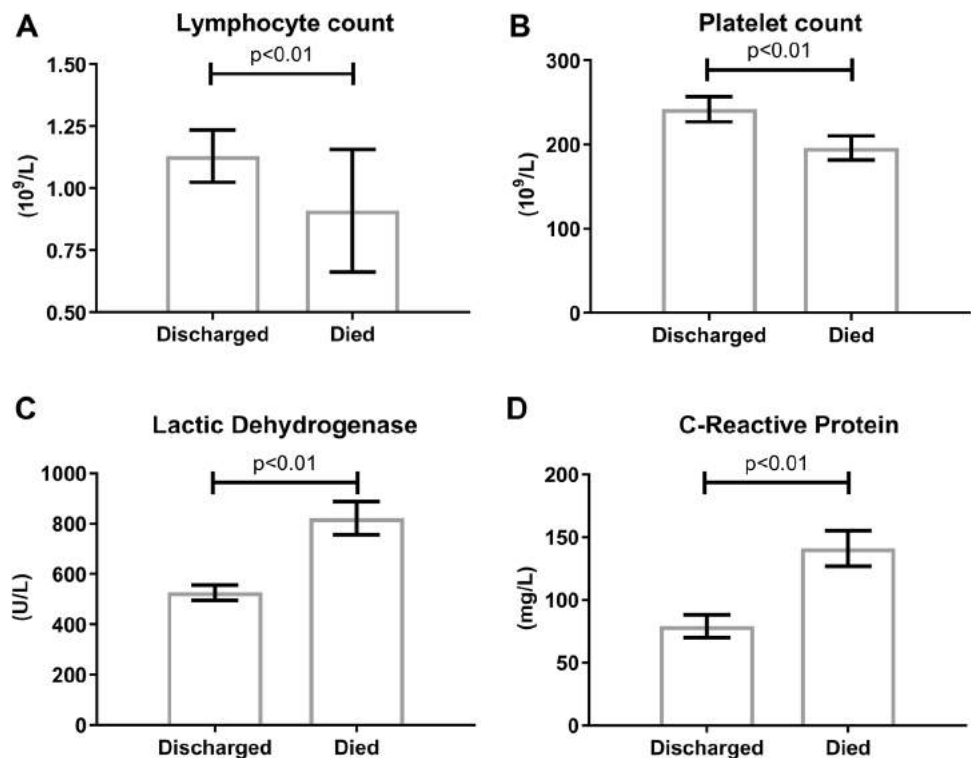 A
Lymphocyte count
p<0.01
1.50
1.25
1.00
0.75
0.50
(10⁹/L)
Discharged
Died
B
Platelet count
p<0.01
300
200
100
0
(10⁹/L)
Discharged
Died
C
Lactic Dehydrogenase
p<0.01
1000
800
600
400
200
0
(U/L)
Discharged
Died
D
C-Reactive Protein
p<0.01
200
150
100
50
0
(mg/L)
Discharged
Died